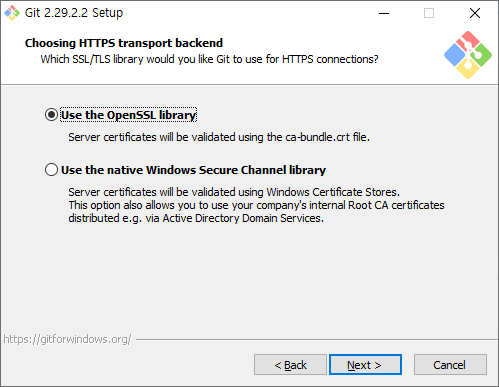 Git 2.29.2.2 Setup
Choosing HTTPS transport backend
Which SSL/TLS library would you like Git to use for HTTPS connections?
Use the OpenSSL library
Server certificates will be validated using the ca-bundle.crt file.
Use the native Windows Secure Channel library
Server certificates will be validated using Windows Certificate Stores.
This option also allows you to use your company's internal Root CA certificates
distributed e.g. via Active Directory Domain Services.
https://gitforwindows.org/
< Back
Next >
Cancel